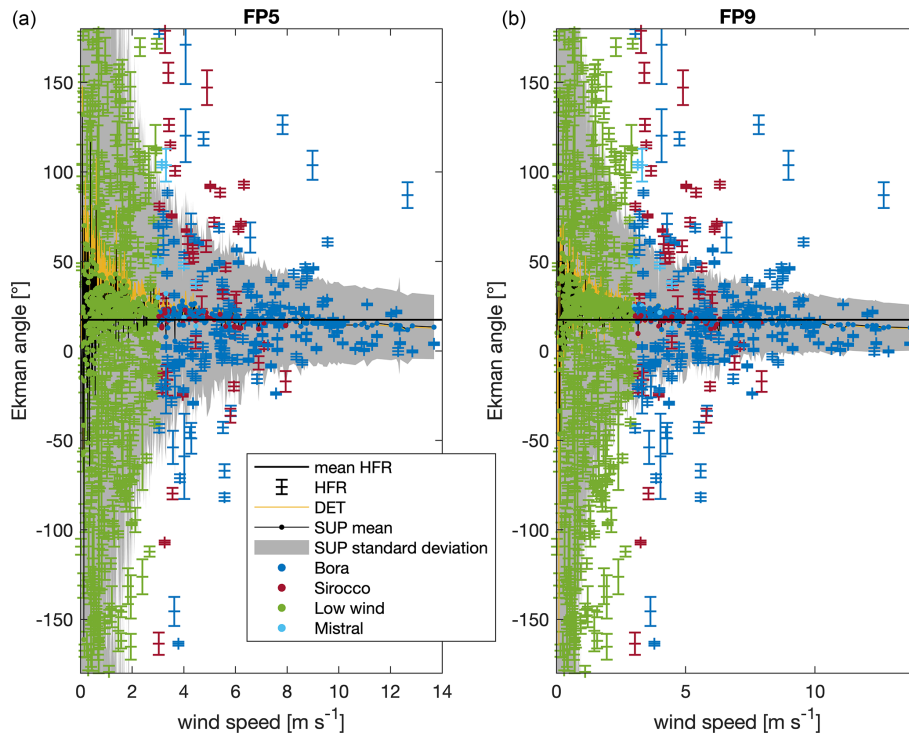 (a)
FP5
(b)
FP9
150
100
50
0
-50
-100
-150
Ekman angle [°]
0
2
4
6
8
10
12
14
wind speed [m s-1]
mean HFR
HFR
DET
SUP mean
SUP standard deviation
Bora
Sirocco
Low wind
Mistral
150
100
50
0
-50
-100
-150
Ekman angle [°]
0
5
10
wind speed [m s-1]